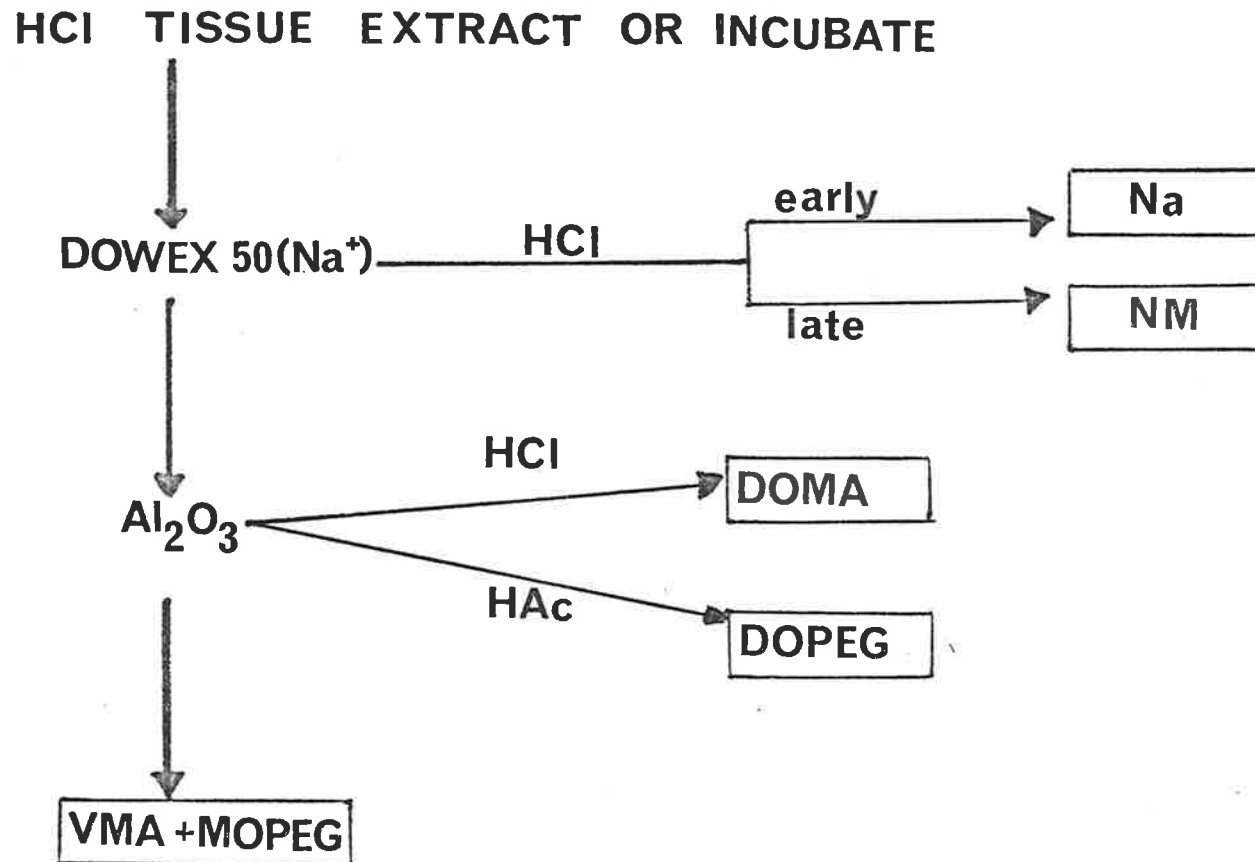 HCl TISSUE EXTRACT OR INCUBATE
early
Na
DOWEX 50(Na⁺)
HCl
late
NM
HCl
DOMA
Al₂O₃
HAc
DOPEG
VMA +MOPEG